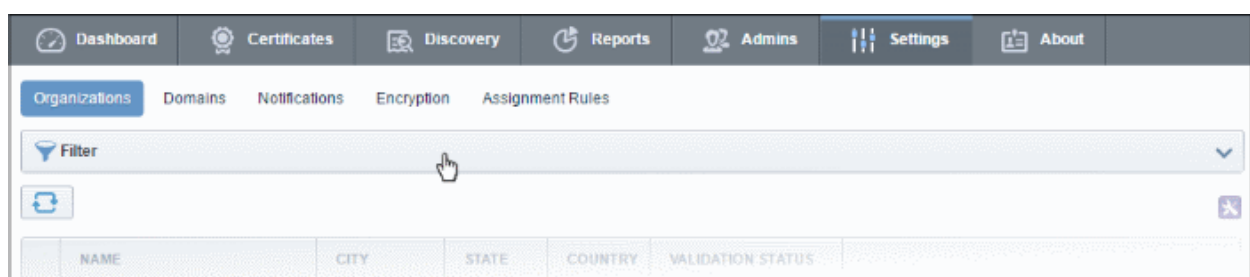 Dashboard Certificates Discovery Reports Admins Settings About
Organizations Domains Notifications Encryption Assignment Rules
Filter
NAME CITY STATE COUNTRY VALIDATION STATUS